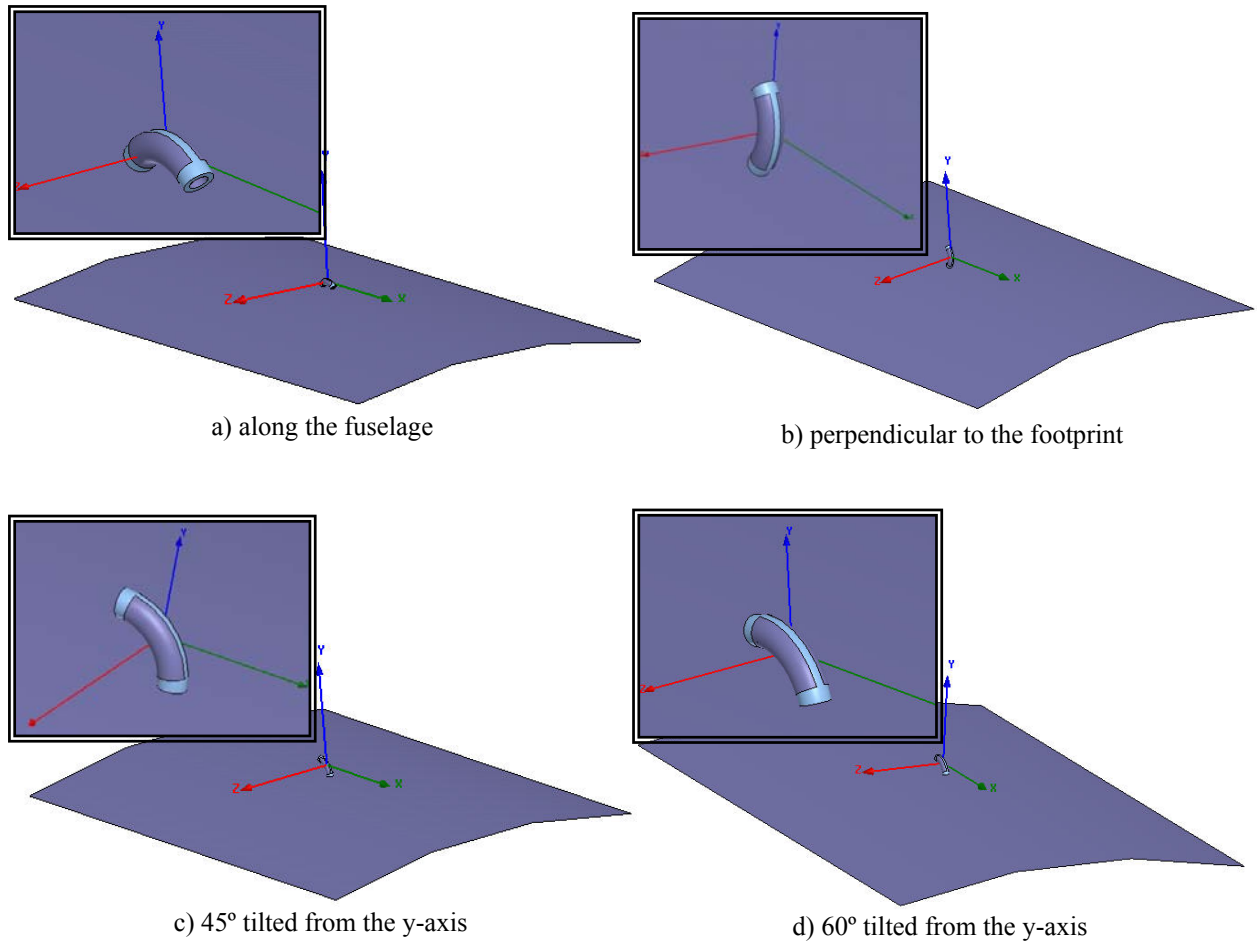 Y
Z
X
a) along the fuselage
Y
Z
X
b) perpendicular to the footprint
Y
Y
Z
X
c) 45º tilted from the y-axis
Y
Z
Y
Z
X
d) 60º tilted from the y-axis